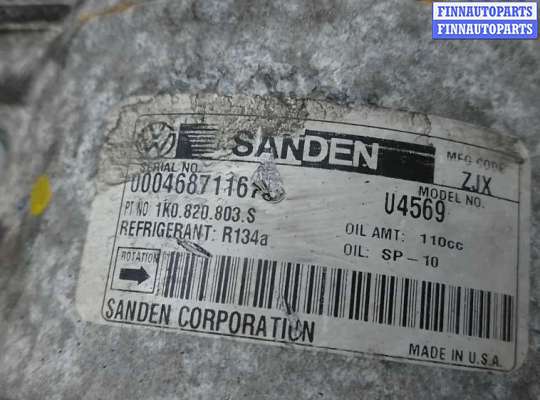 FINNAUTOPARTS
FINNAUTOPARTS
SANDEN
MFG CODE
ZJX
SERIAL NO.
MODEL NO.
U4569
PT NO 1K0.820.803.S
REFRIGERANT: R134a
OIL AMT: 110cc
OIL: SP-10
ROTATION
SANDEN CORPORATION
MADE IN U.S.A.